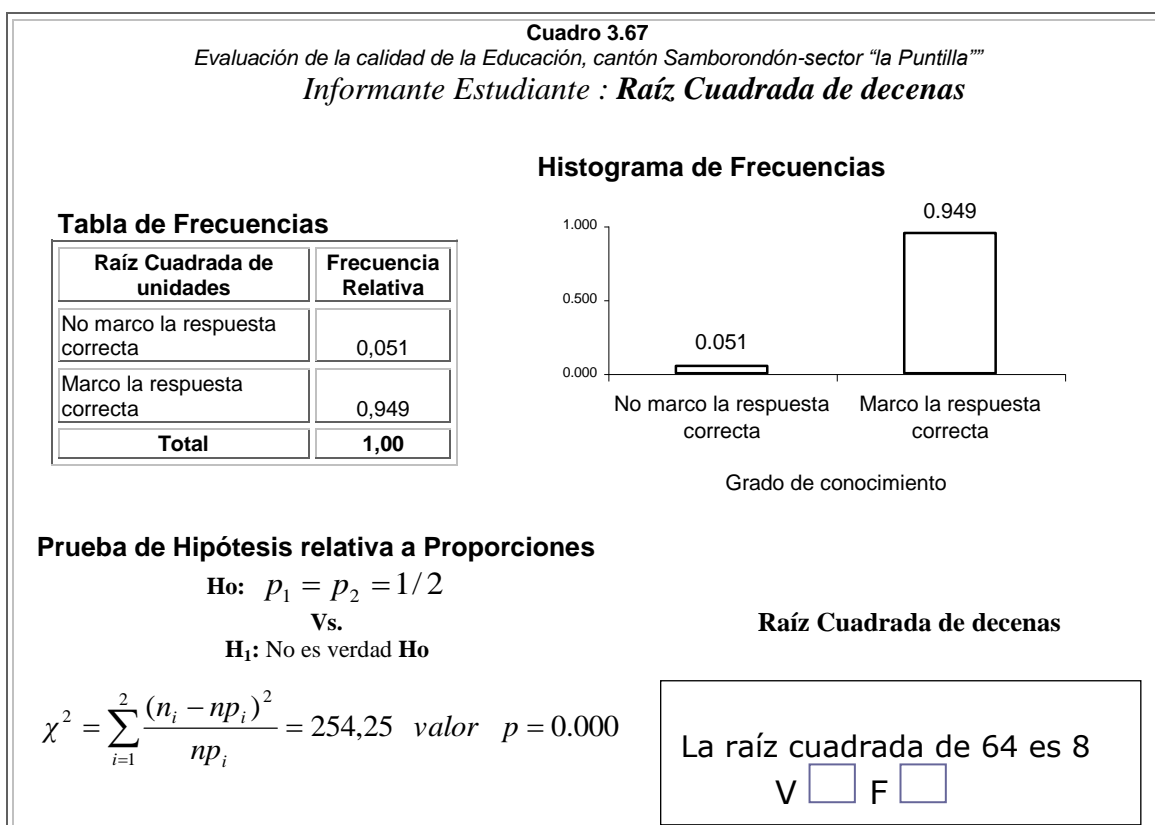 Cuadro 3.67
Evaluación de la calidad de la Educación, cantón Samborondón-sector “la Puntilla””
Informante Estudiante : Raíz Cuadrada de decenas
Histograma de Frecuencias
Tabla de Frecuencias
Raíz Cuadrada de
unidades
Frecuencia
Relativa
No marco la respuesta
correcta
0,051
Marco la respuesta
correcta
0,949
Total
1,00
1.000
0.500
0.000
0.051
0.949
No marco la respuesta
correcta
Marco la respuesta
correcta
Grado de conocimiento
Prueba de Hipótesis relativa a Proporciones
Ho: p₁ = p₂ = 1/2
Vs.
H₁: No es verdad Ho
χ² = ∑_{i=1}^{2} (nᵢ − npᵢ)² / npᵢ = 254,25 valor p = 0.000
Raíz Cuadrada de decenas
La raíz cuadrada de 64 es 8
V F